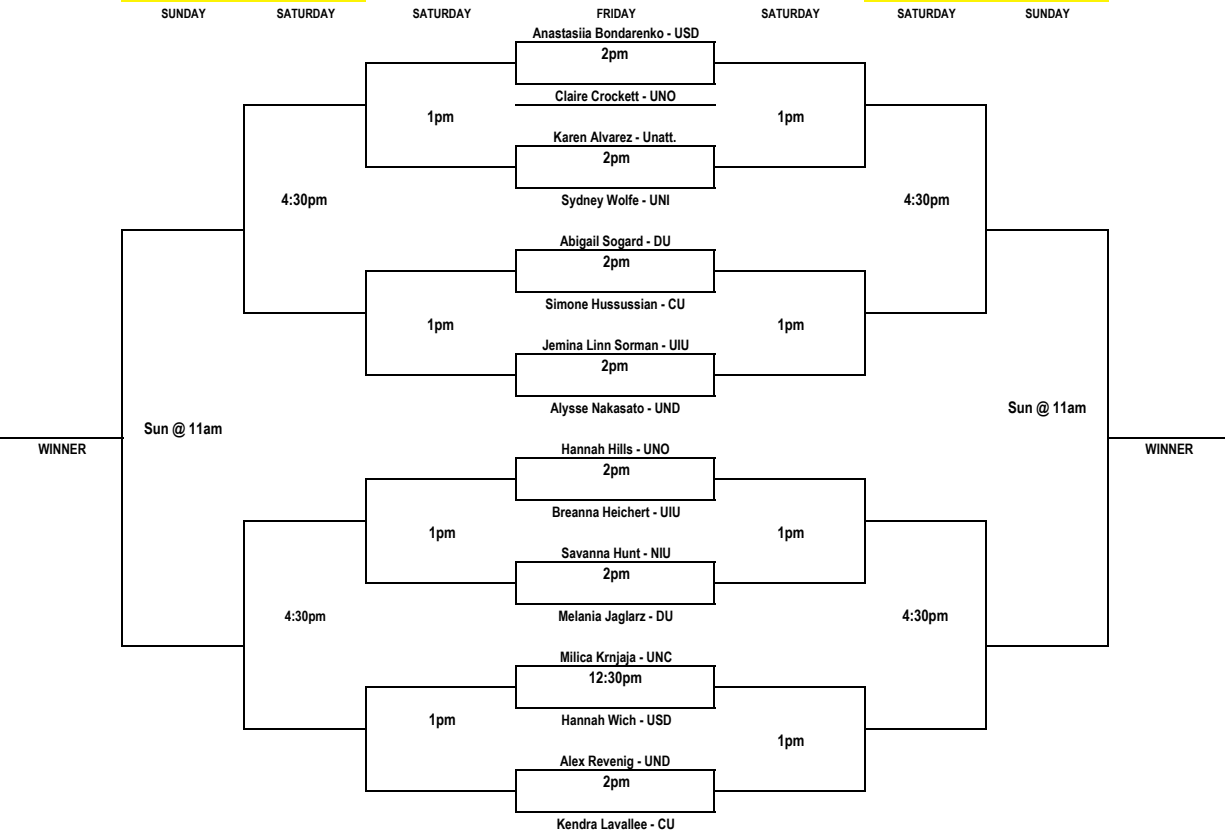 SUNDAY SATURDAY SATURDAY FRIDAY SATURDAY SATURDAY SUNDAY
Anastasiia Bondarenko - USD
2pm
Claire Crockett - UNO
1pm 1pm
Karen Alvarez - Unatt.
2pm
Sydney Wolfe - UNI
4:30pm 4:30pm
Abigail Sogard - DU
2pm
Simone Hussussian - CU
1pm 1pm
Jemina Linn Sorman - UIU
2pm
Alysse Nakasato - UND
Sun @ 11am
Sun @ 11am
WINNER WINNER
Hannah Hills - UNO
2pm
Breanna Heichert - UIU
1pm 1pm
Savanna Hunt - NIU
2pm
Melania Jaglarz - DU
4:30pm 4:30pm
Milica Krnjaja - UNC
12:30pm
Hannah Wich - USD
1pm
1pm
Alex Revenig - UND
2pm
Kendra Lavallee - CU